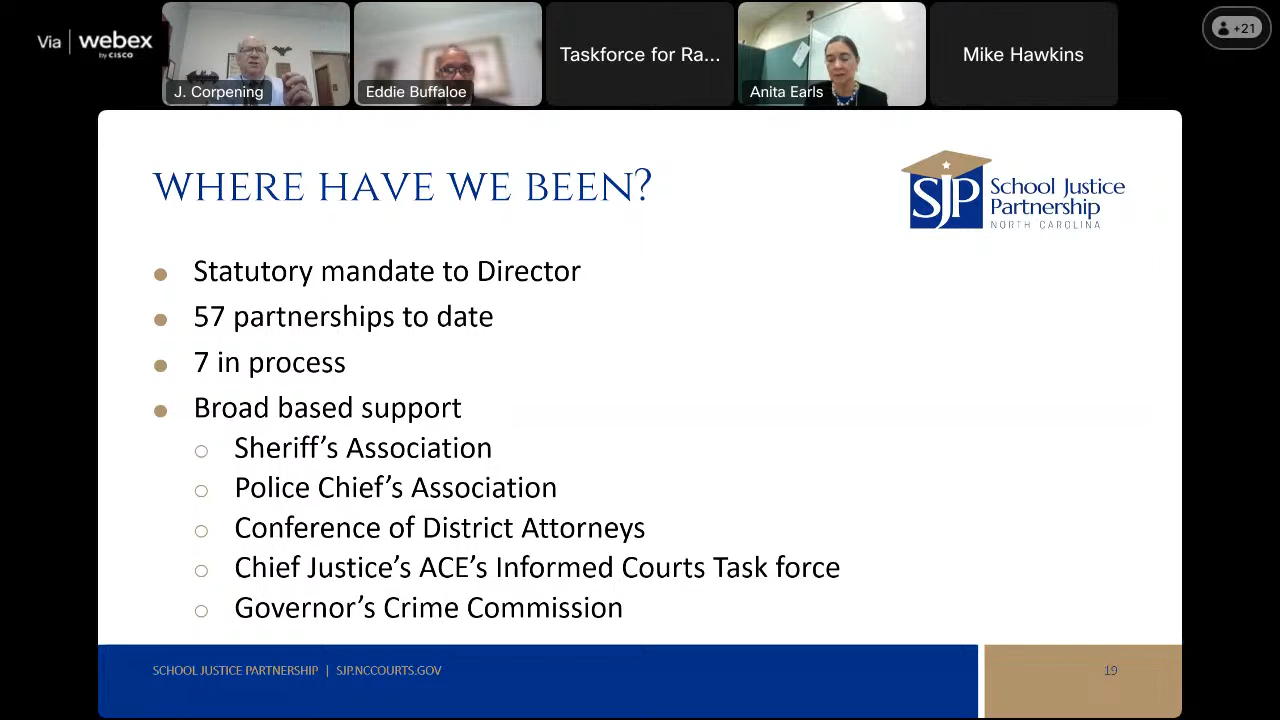 Via | webex
by CISCO
J. Corpening
Eddie Buffaloe
Taskforce for Ra...
Anita Earls
Mike Hawkins
+21
WHERE HAVE WE BEEN?
SJP School Justice
Partnership
NORTH CAROLINA
Statutory mandate to Director
57 partnerships to date
7 in process
Broad based support
Sheriff’s Association
Police Chief’s Association
Conference of District Attorneys
Chief Justice’s ACE’s Informed Courts Task force
Governor’s Crime Commission
SCHOOL JUSTICE PARTNERSHIP | SJP.NCCOURTS.GOV
19